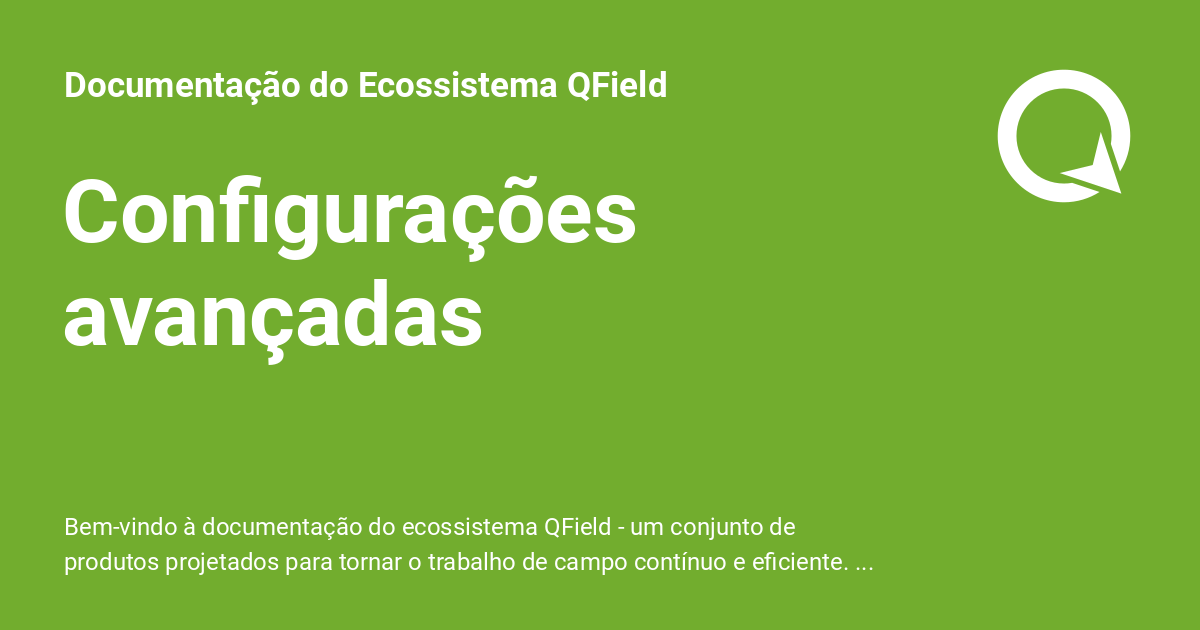 Documentação do Ecossistema QField
Configurações
avançadas
Bem-vindo à documentação do ecossistema QField - um conjunto de
produtos projetados para tornar o trabalho de campo contínuo e eficiente. ...